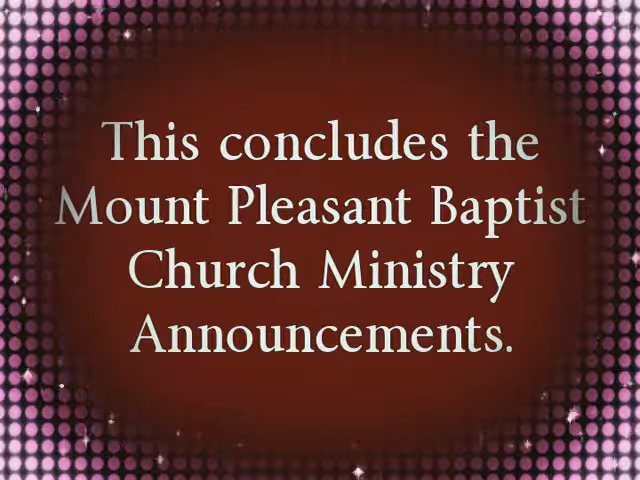 This concludes the
Mount Pleasant Baptist
Church Ministry
Announcements.